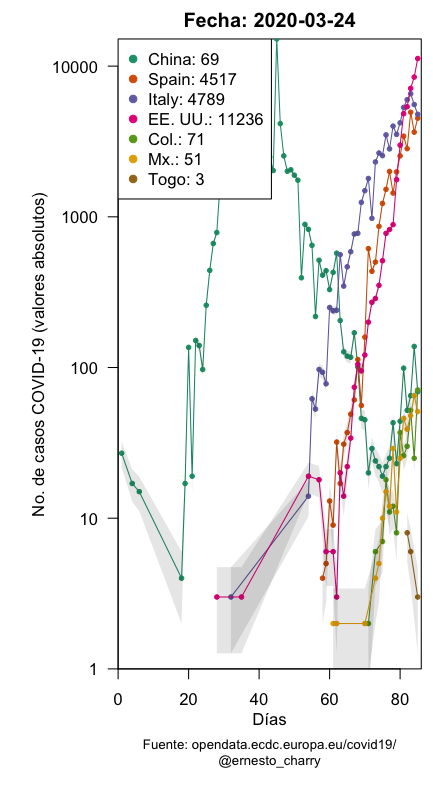 Fecha: 2020-03-24
China: 69
Spain: 4517
Italy: 4789
EE. UU.: 11236
Col.: 71
Mx.: 51
Togo: 3
No. de casos COVID-19 (valores absolutos)
10000
1000
100
10
1
0 20 40 60 80
Días
Fuente: opendata.ecdc.europa.eu/covid19/
@ernesto_charry